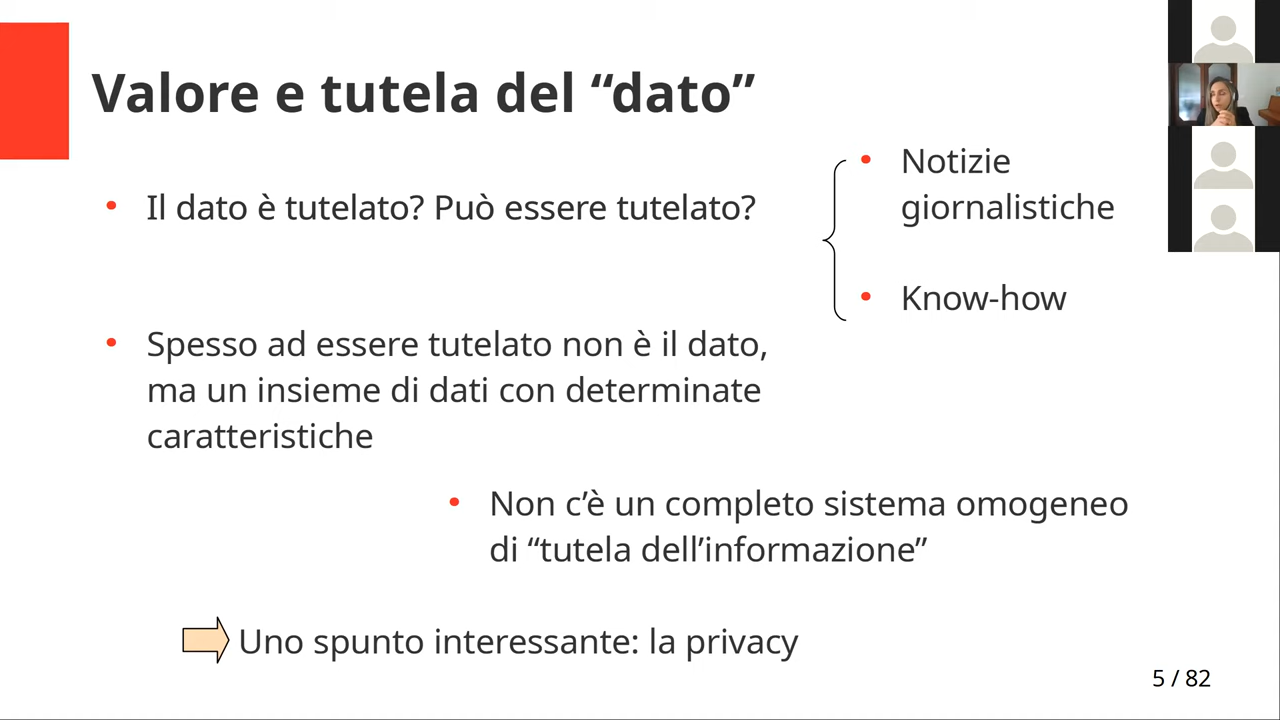 Valore e tutela del “dato”
Il dato è tutelato? Può essere tutelato?
Notizie
giornalistiche
Know-how
Spesso ad essere tutelato non è il dato,
ma un insieme di dati con determinate
caratteristiche
Non c’è un completo sistema omogeneo
di “tutela dell’informazione”
Uno spunto interessante: la privacy
5 / 82